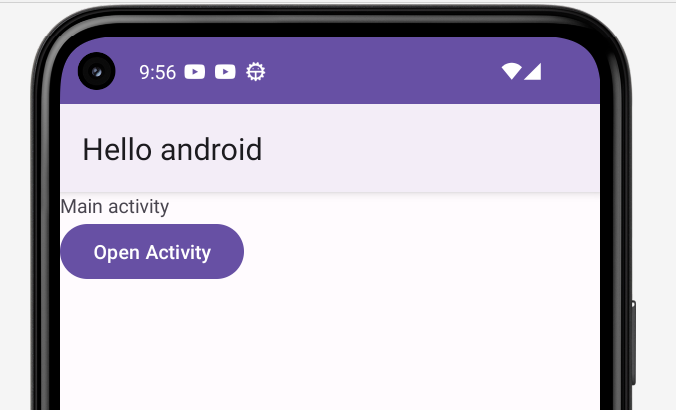 9:56
Hello android
Main activity
Open Activity